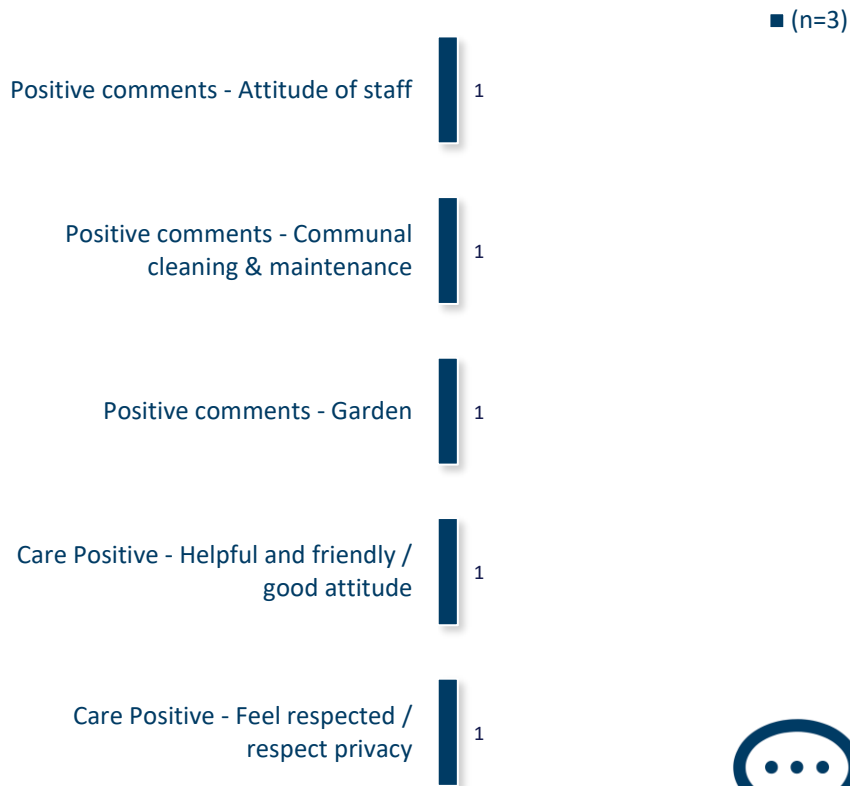 (n=3)
Positive comments - Attitude of staff
1
Positive comments - Communal
cleaning & maintenance
1
Positive comments - Garden
1
Care Positive - Helpful and friendly /
good attitude
1
Care Positive - Feel respected /
respect privacy
1